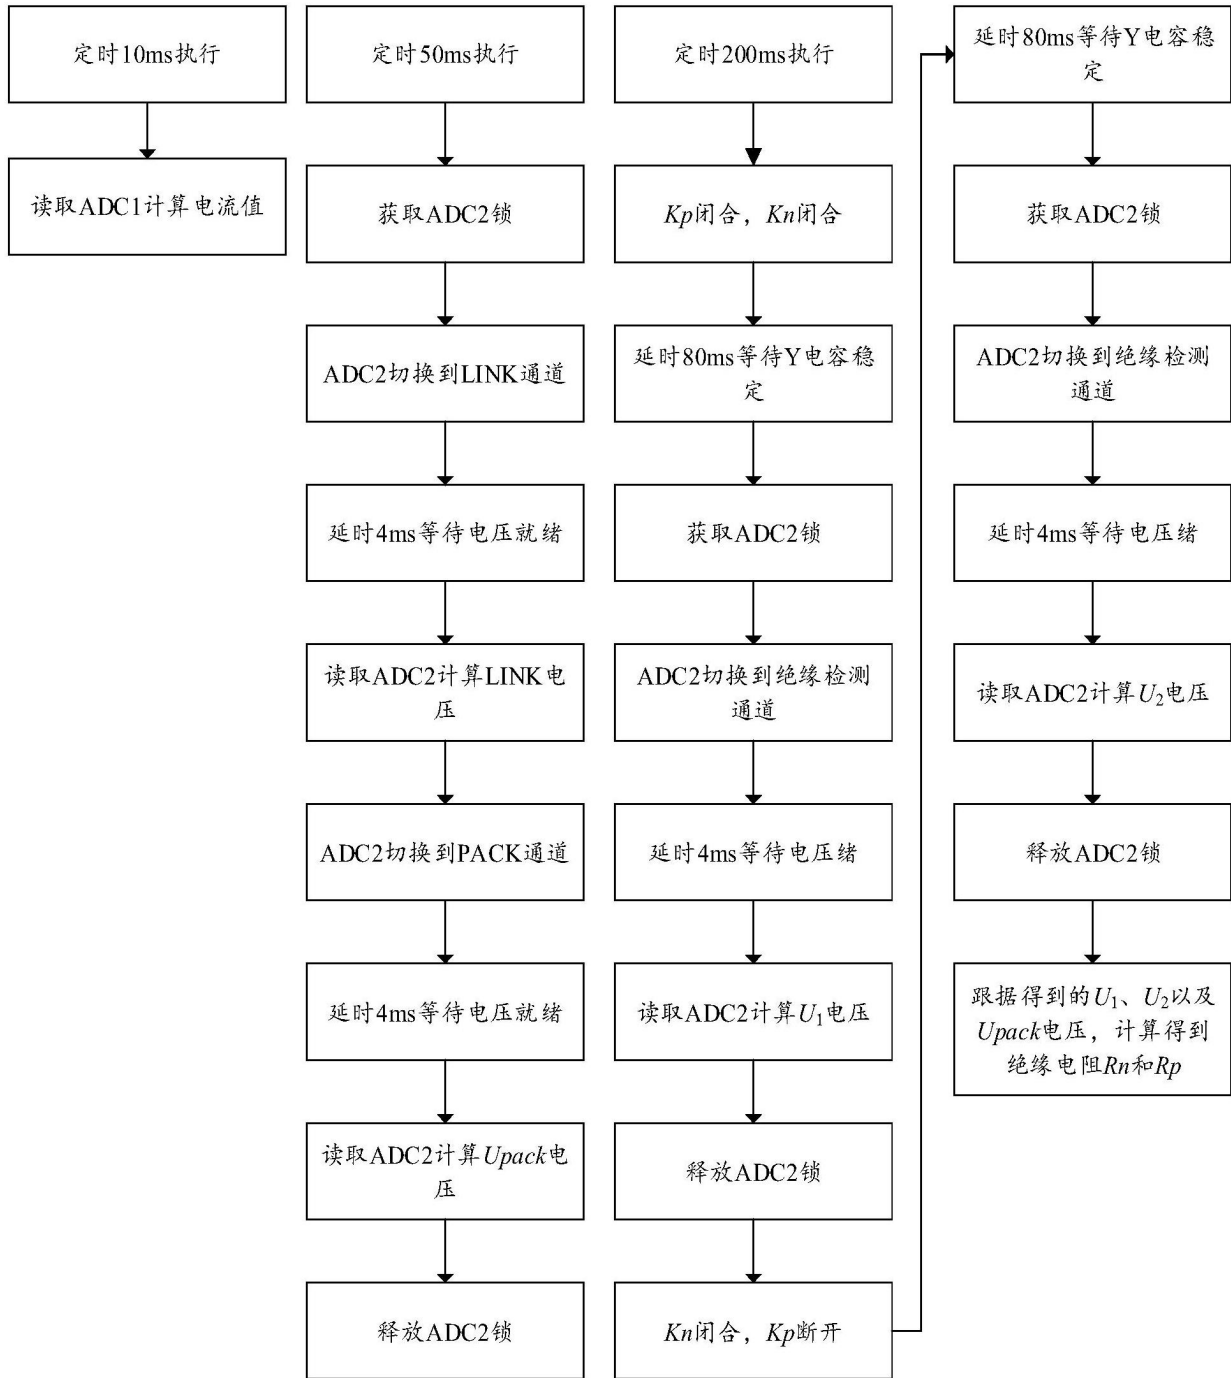 定时10ms执行
读取ADC1计算电流值
定时50ms执行
获取ADC2锁
ADC2切换到LINK通道
延时4ms等待电压就绪
读取ADC2计算LINK电
压
ADC2切换到PACK通道
延时4ms等待电压就绪
读取ADC2计算Upack电
压
释放ADC2锁
定时200ms执行
Kp闭合，Kn闭合
延时80ms等待Y电容稳
定
获取ADC2锁
ADC2切换到绝缘检测
通道
延时4ms等待电压绪
读取ADC2计算U₁电压
释放ADC2锁
Kn闭合，Kp断开
延时80ms等待Y电容稳
定
获取ADC2锁
ADC2切换到绝缘检测
通道
延时4ms等待电压绪
读取ADC2计算U₂电压
释放ADC2锁
跟据得到的U₁、U₂以及
Upack电压，计算得到
绝缘电阻Rn和Rp